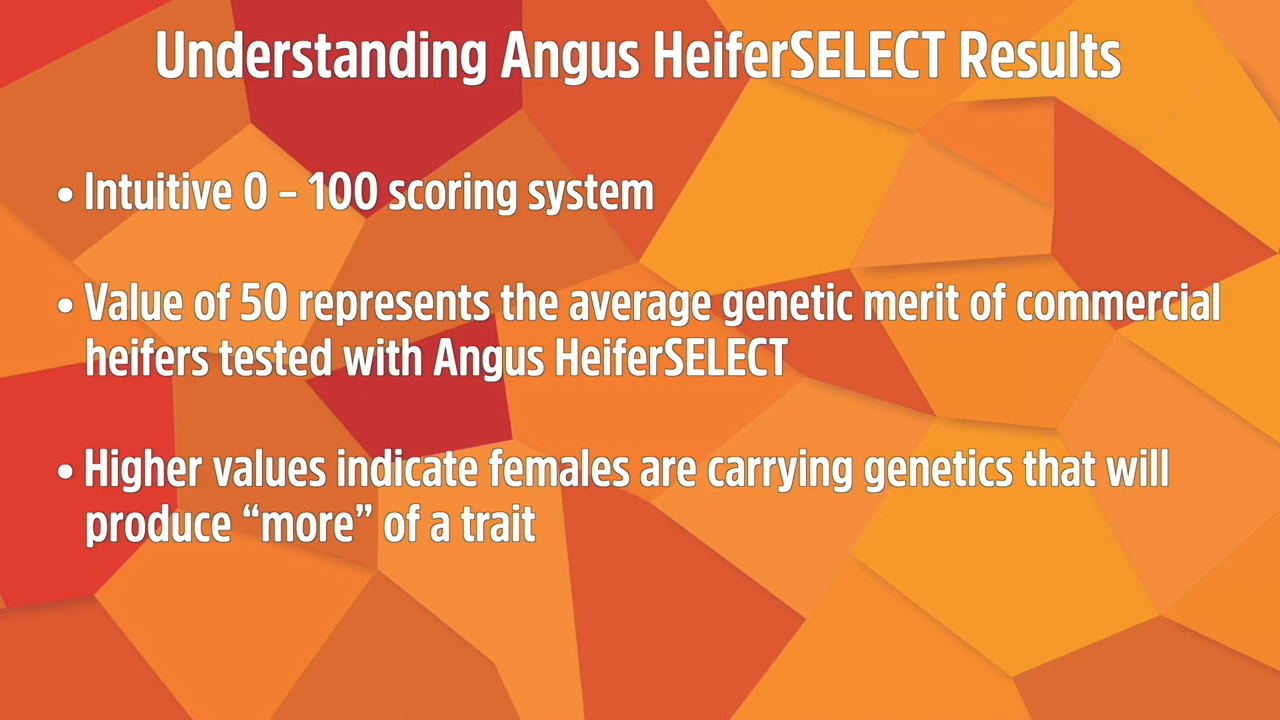 Understanding Angus HeiferSELECT Results
• Intuitive 0 – 100 scoring system
• Value of 50 represents the average genetic merit of commercial
heifers tested with Angus HeiferSELECT
• Higher values indicate females are carrying genetics that will
produce “more” of a trait